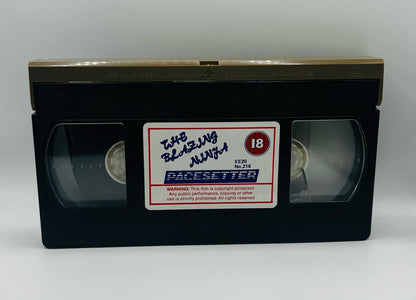 THE
BLAZING
NINJA
18
EE20
No.216
PACESETTER
WARNING: This film is copyright protected
Any public performance, copying or other
use is strictly prohibited. All rights reserved